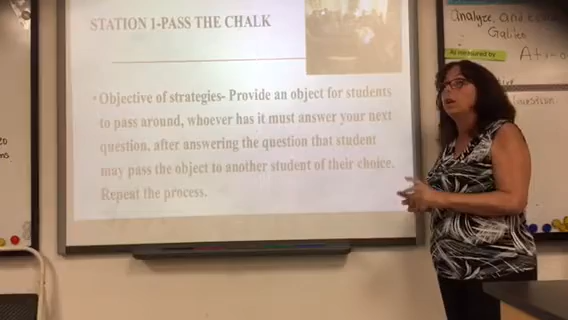 STATION 1-PASS THE CHALK
• Objective of strategies- Provide an object for students
to pass around, whoever has it must answer your next
question, after answering the question that student
may pass the object to another student of their choice.
Repeat the process.
Analyze, and
Galileo
As measured by